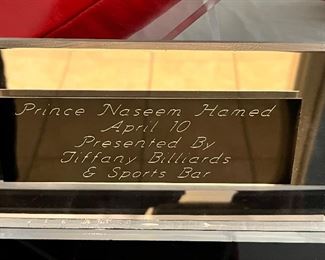 Prince Naseem Hamed
April 10
Presented By
Tiffany Billiards
& Sports Bar